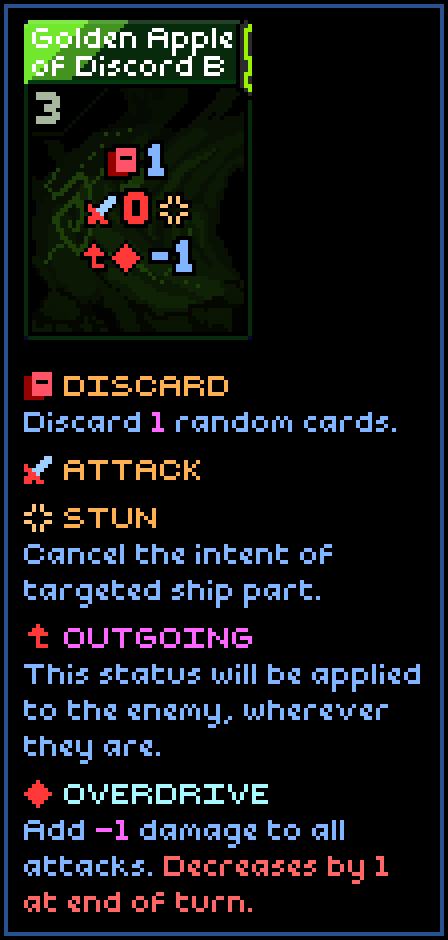 Golden Apple
of Discord B
3
1
0
t -1
DISCARD
Discard 1 random cards.
ATTACK
STUN
Cancel the intent of
targeted ship part.
t OUTGOING
This status will be applied
to the enemy, wherever
they are.
OVERDRIVE
Add -1 damage to all
attacks. Decreases by 1
at end of turn.